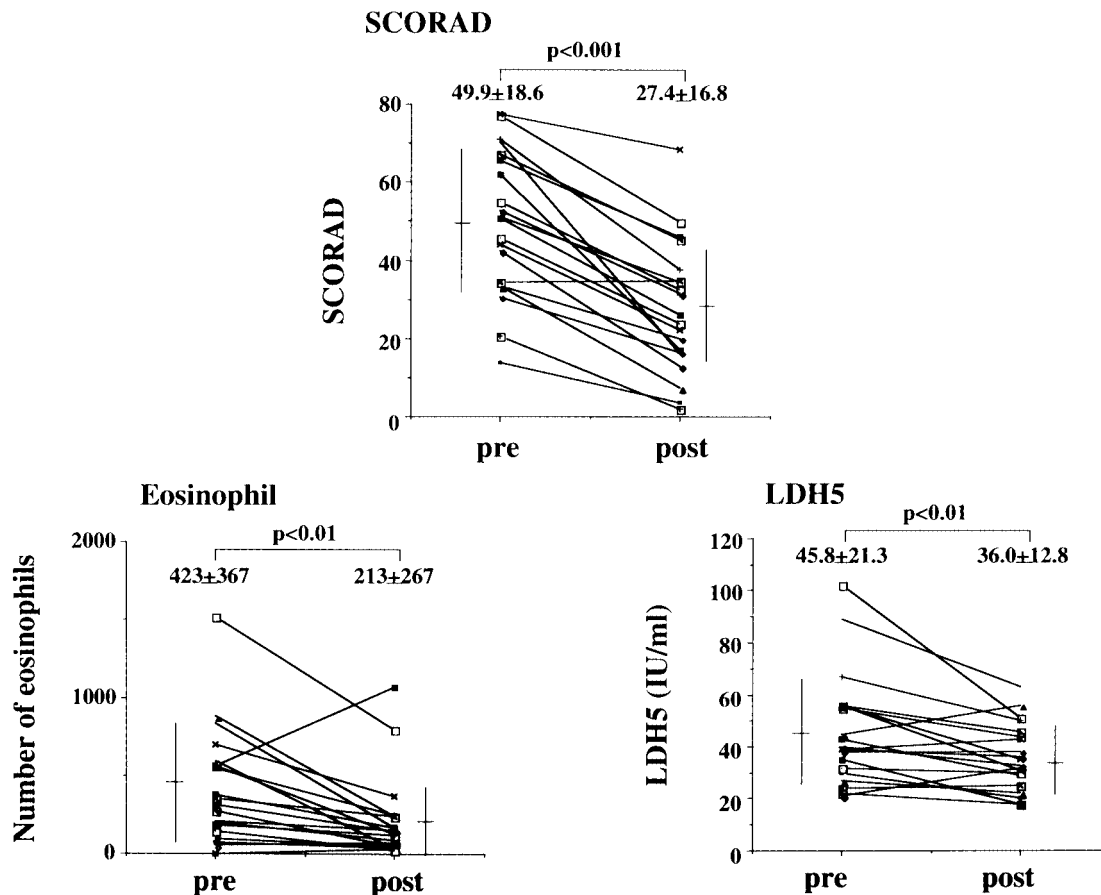 SCORAD
p<0.001
49.9±18.6 27.4±16.8
80
60
40
20
0
SCORAD
pre post
Eosinophil
p<0.01
423±367 213±267
2000
1000
0
Number of eosinophils
pre post
LDH5
p<0.01
45.8±21.3 36.0±12.8
120
100
80
60
40
20
0
LDH5 (IU/ml)
pre post